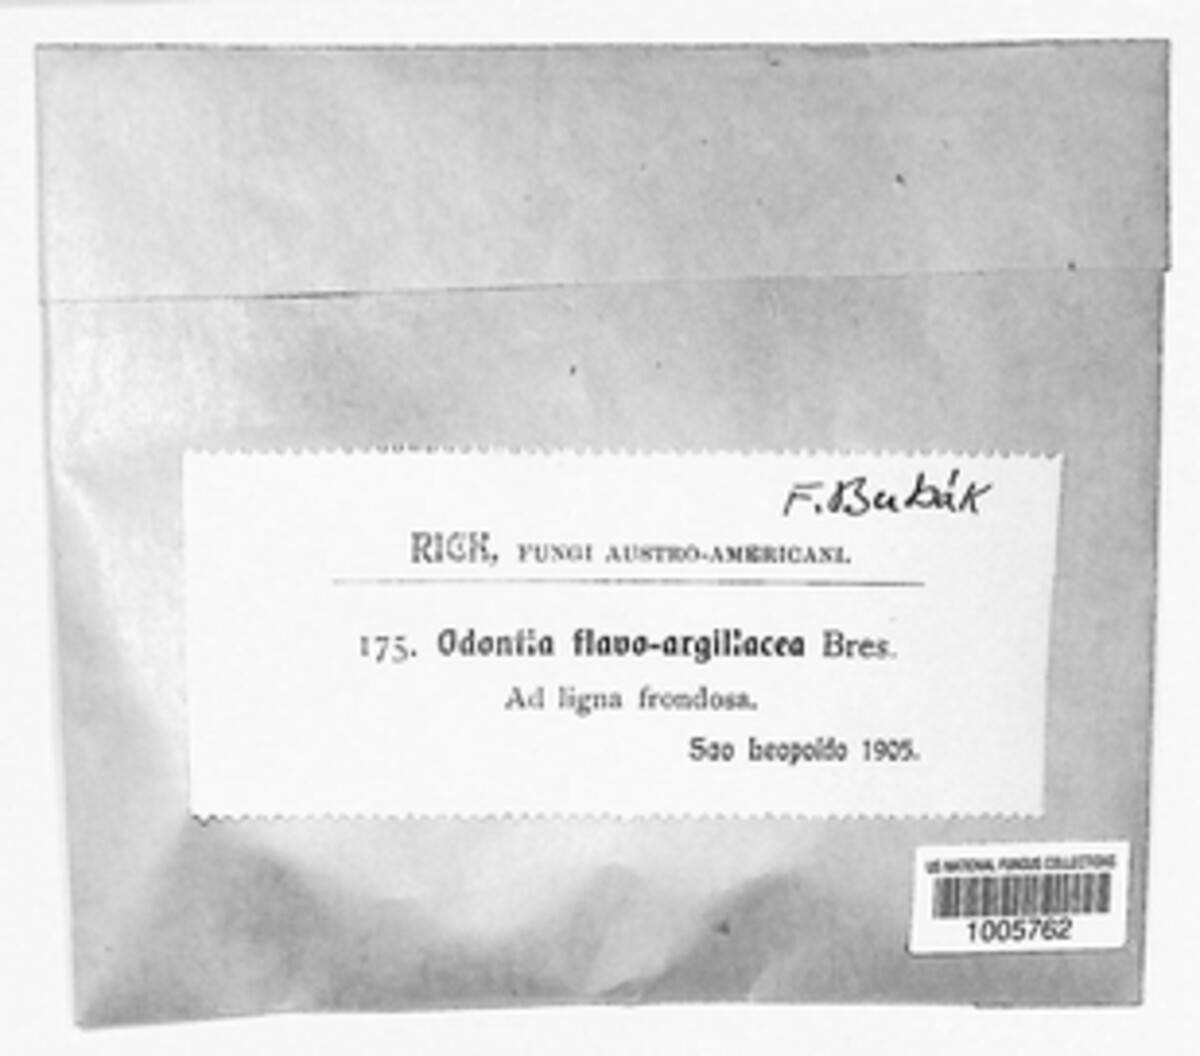 F. Bubák
RICK, FUNGI AUSTRO-AMERICANI.
175. Odontia flavo-argillacea Bres.
Ad ligna frondosa.
Sao Leopoldo 1905.
US NATIONAL FUNGUS COLLECTIONS
1005762